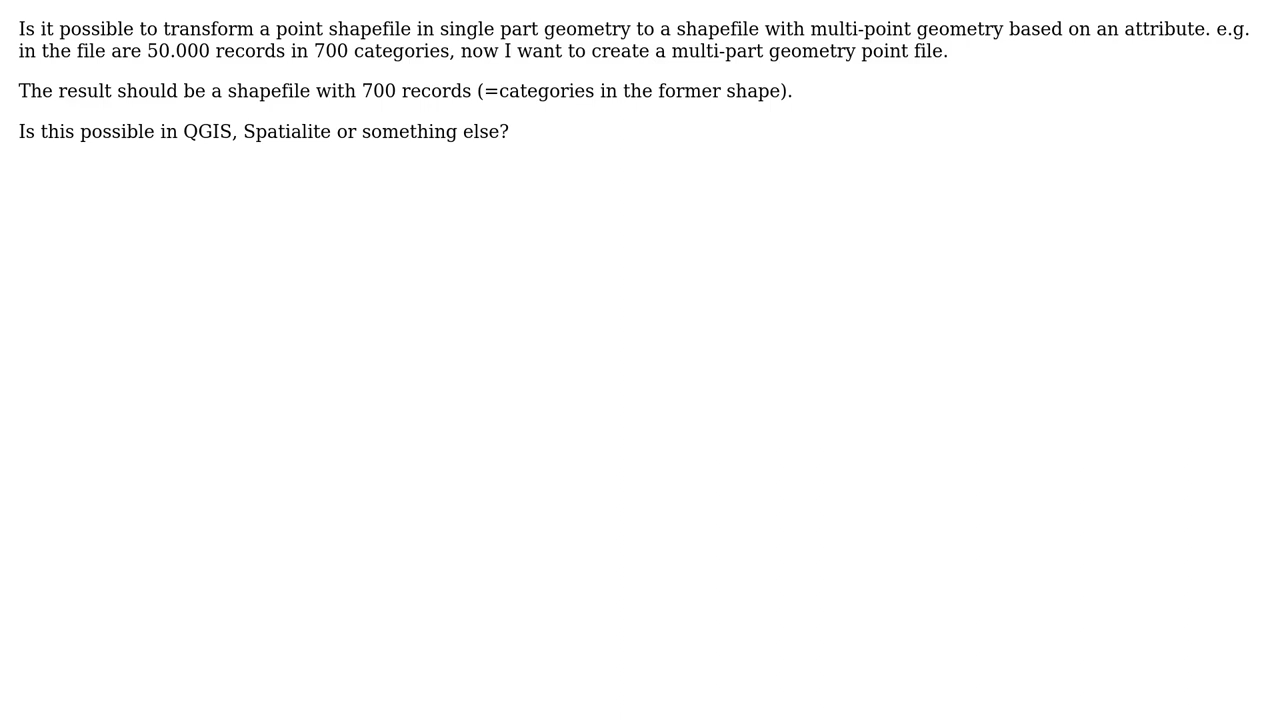 Is it possible to transform a point shapefile in single part geometry to a shapefile with multi-point geometry based on an attribute. e.g.
in the file are 50.000 records in 700 categories, now I want to create a multi-part geometry point file.
The result should be a shapefile with 700 records (=categories in the former shape).
Is this possible in QGIS, Spatialite or something else?